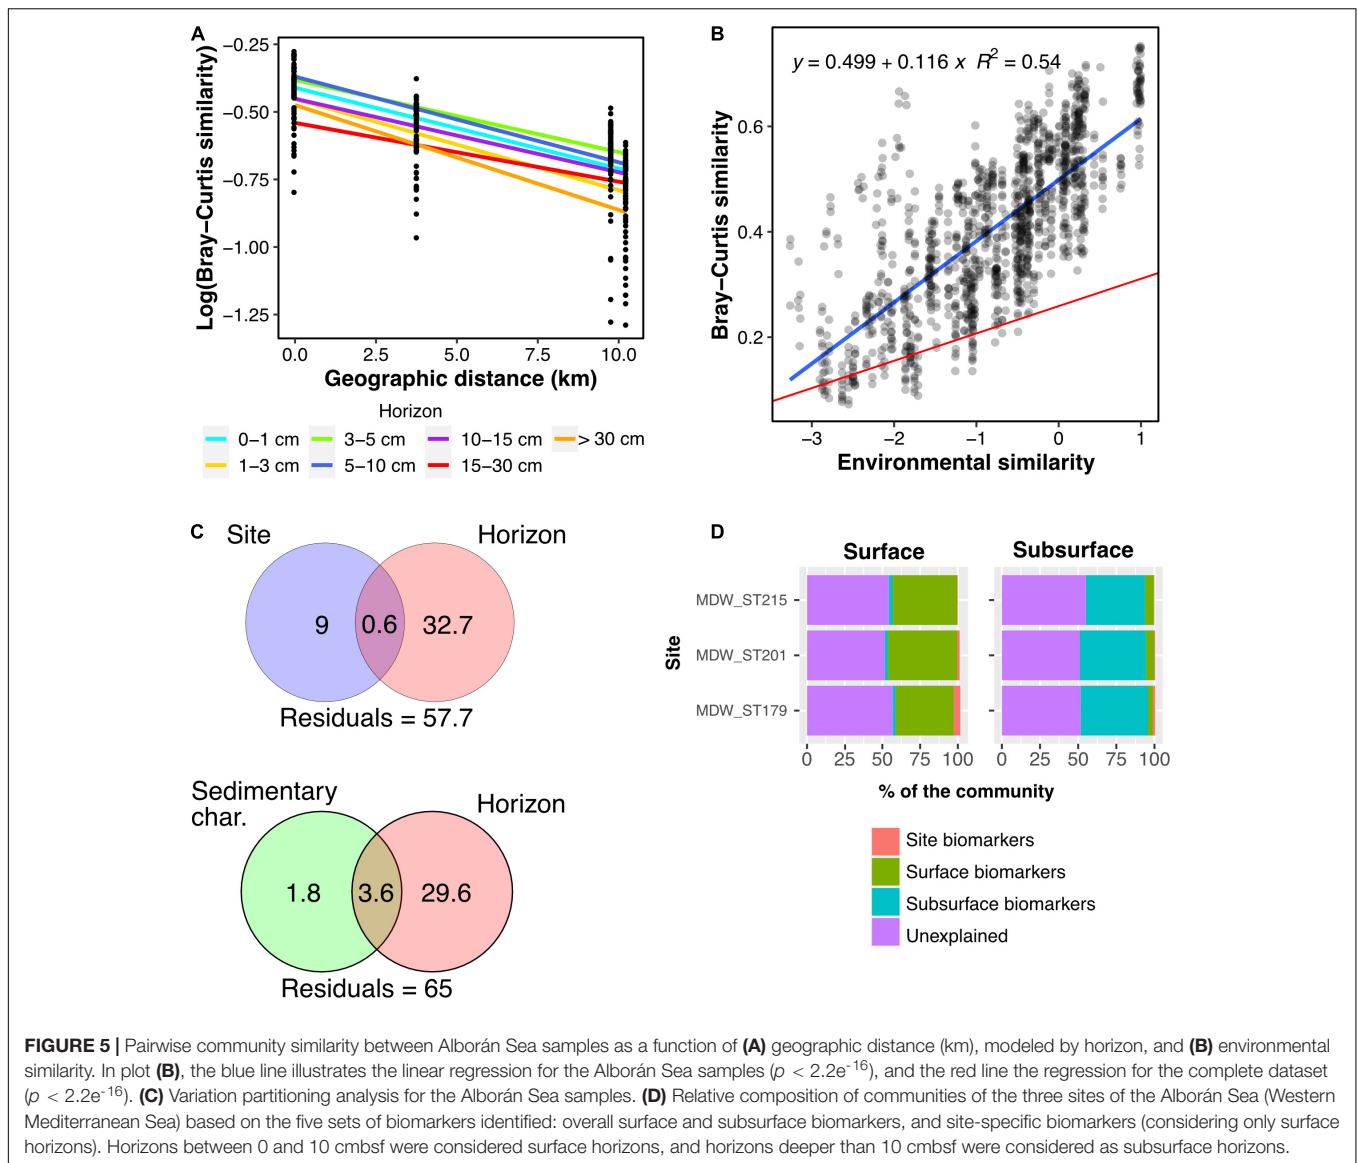 A
−0.25
−0.50
−0.75
−1.00
−1.25
Log(Bray−Curtis similarity)
0.0 2.5 5.0 7.5 10.0
Geographic distance (km)
Horizon
0−1 cm 3−5 cm 10−15 cm > 30 cm
1−3 cm 5−10 cm 15−30 cm
B
y = 0.499 + 0.116 x R² = 0.54
0.6
0.4
0.2
Bray−Curtis similarity
−3 −2 −1 0 1
Environmental similarity
C
Site Horizon
9 0.6 32.7
Residuals = 57.7
Sedimentary
char.
Horizon
1.8 3.6 29.6
Residuals = 65
D
Surface Subsurface
MDW_ST215
MDW_ST201
MDW_ST179
Site
0 25 50 75 100 0 25 50 75 100
% of the community
Site biomarkers
Surface biomarkers
Subsurface biomarkers
Unexplained
FIGURE 5 | Pairwise community similarity between Alborán Sea samples as a function of (A) geographic distance (km), modeled by horizon, and (B) environmental
similarity. In plot (B), the blue line illustrates the linear regression for the Alborán Sea samples (p < 2.2e-16), and the red line the regression for the complete dataset
(p < 2.2e-16). (C) Variation partitioning analysis for the Alborán Sea samples. (D) Relative composition of communities of the three sites of the Alborán Sea (Western
Mediterranean Sea) based on the five sets of biomarkers identified: overall surface and subsurface biomarkers, and site-specific biomarkers (considering only surface
horizons). Horizons between 0 and 10 cmbsf were considered surface horizons, and horizons deeper than 10 cmbsf were considered as subsurface horizons.